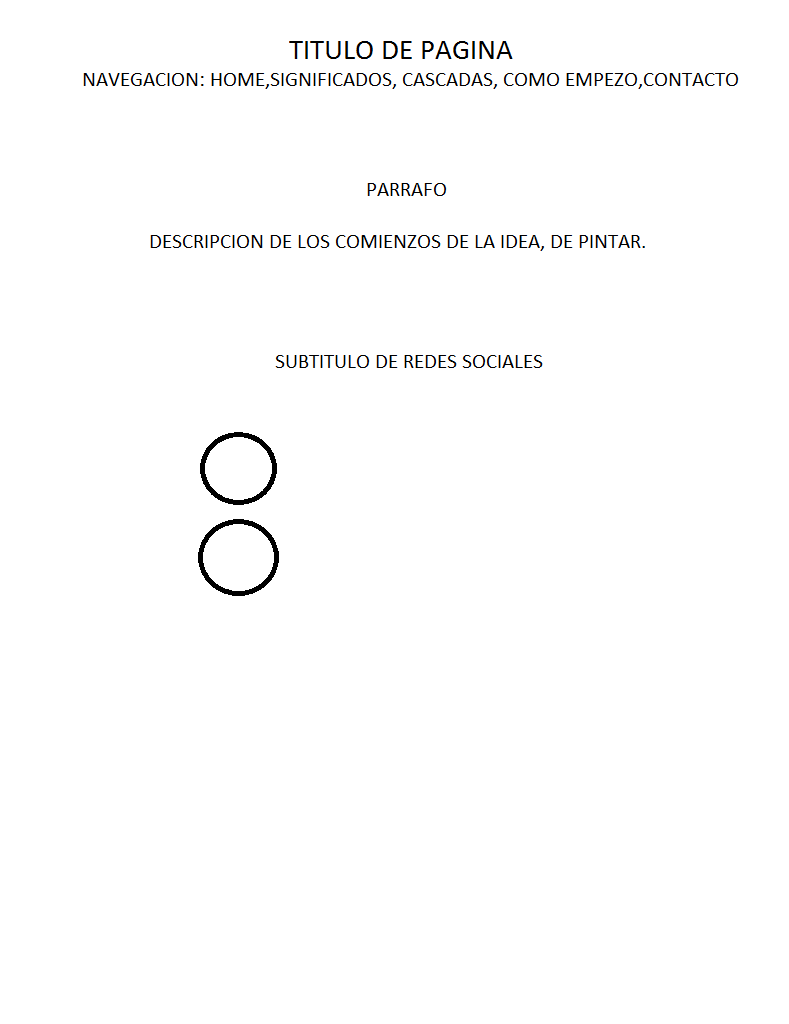 TITULO DE PAGINA
NAVEGACION: HOME,SIGNIFICADOS, CASCADAS, COMO EMPEZO,CONTACTO
PARRAFO
DESCRIPCION DE LOS COMIENZOS DE LA IDEA, DE PINTAR.
SUBTITULO DE REDES SOCIALES